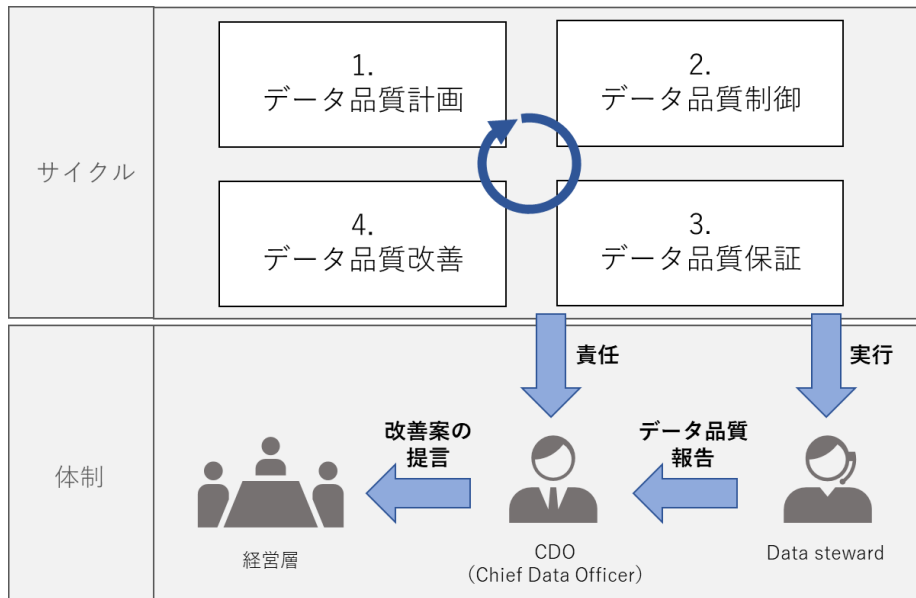 サイクル
1.
データ品質計画
2.
データ品質制御
4.
データ品質改善
3.
データ品質保証
体制
責任
実行
改善案の
提言
データ品質
報告
経営層
CDO
（Chief Data Officer）
Data steward